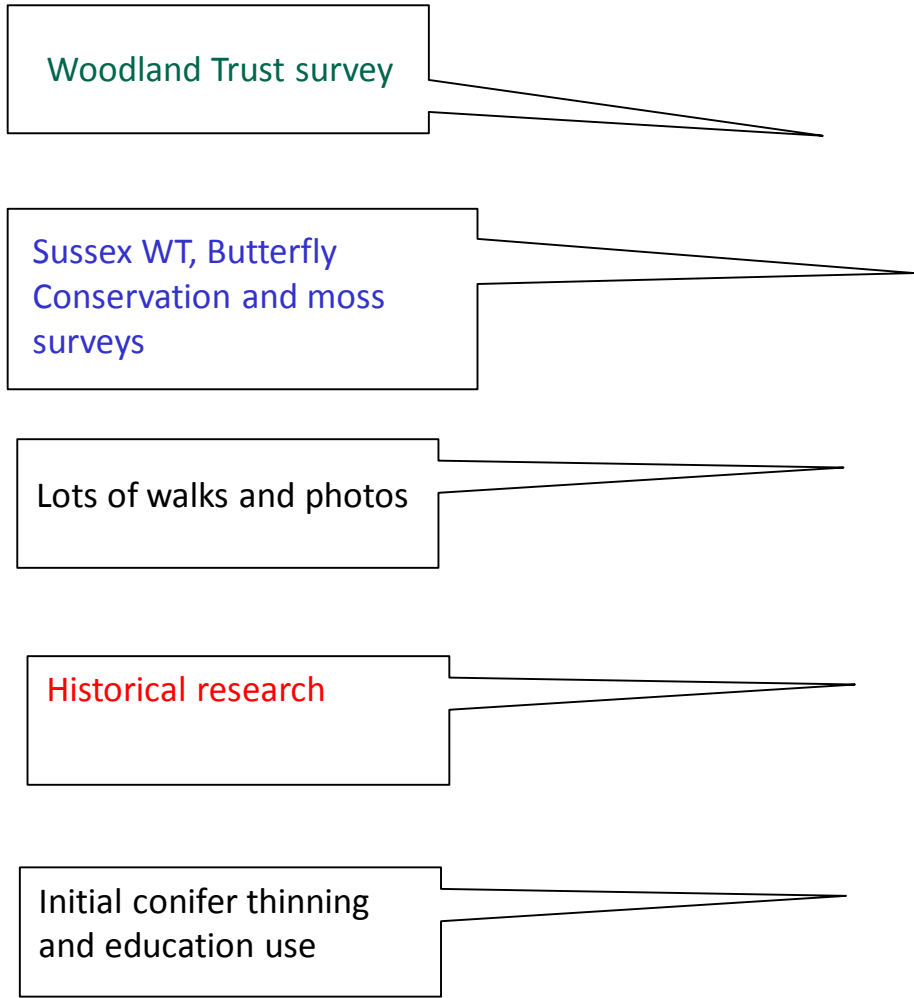 Woodland Trust survey
Sussex WT, Butterfly
Conservation and moss
surveys
Lots of walks and photos
Historical research
Initial conifer thinning
and education use